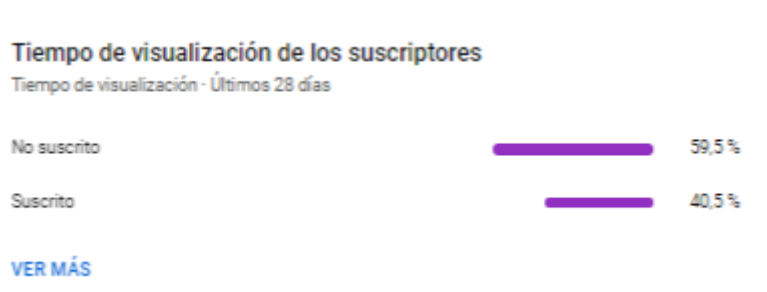 Tiempo de visualización de los suscriptores
Tiempo de visualización · Últimos 28 días
No suscrito 59,5 %
Suscrito 40,5 %
VER MÁS